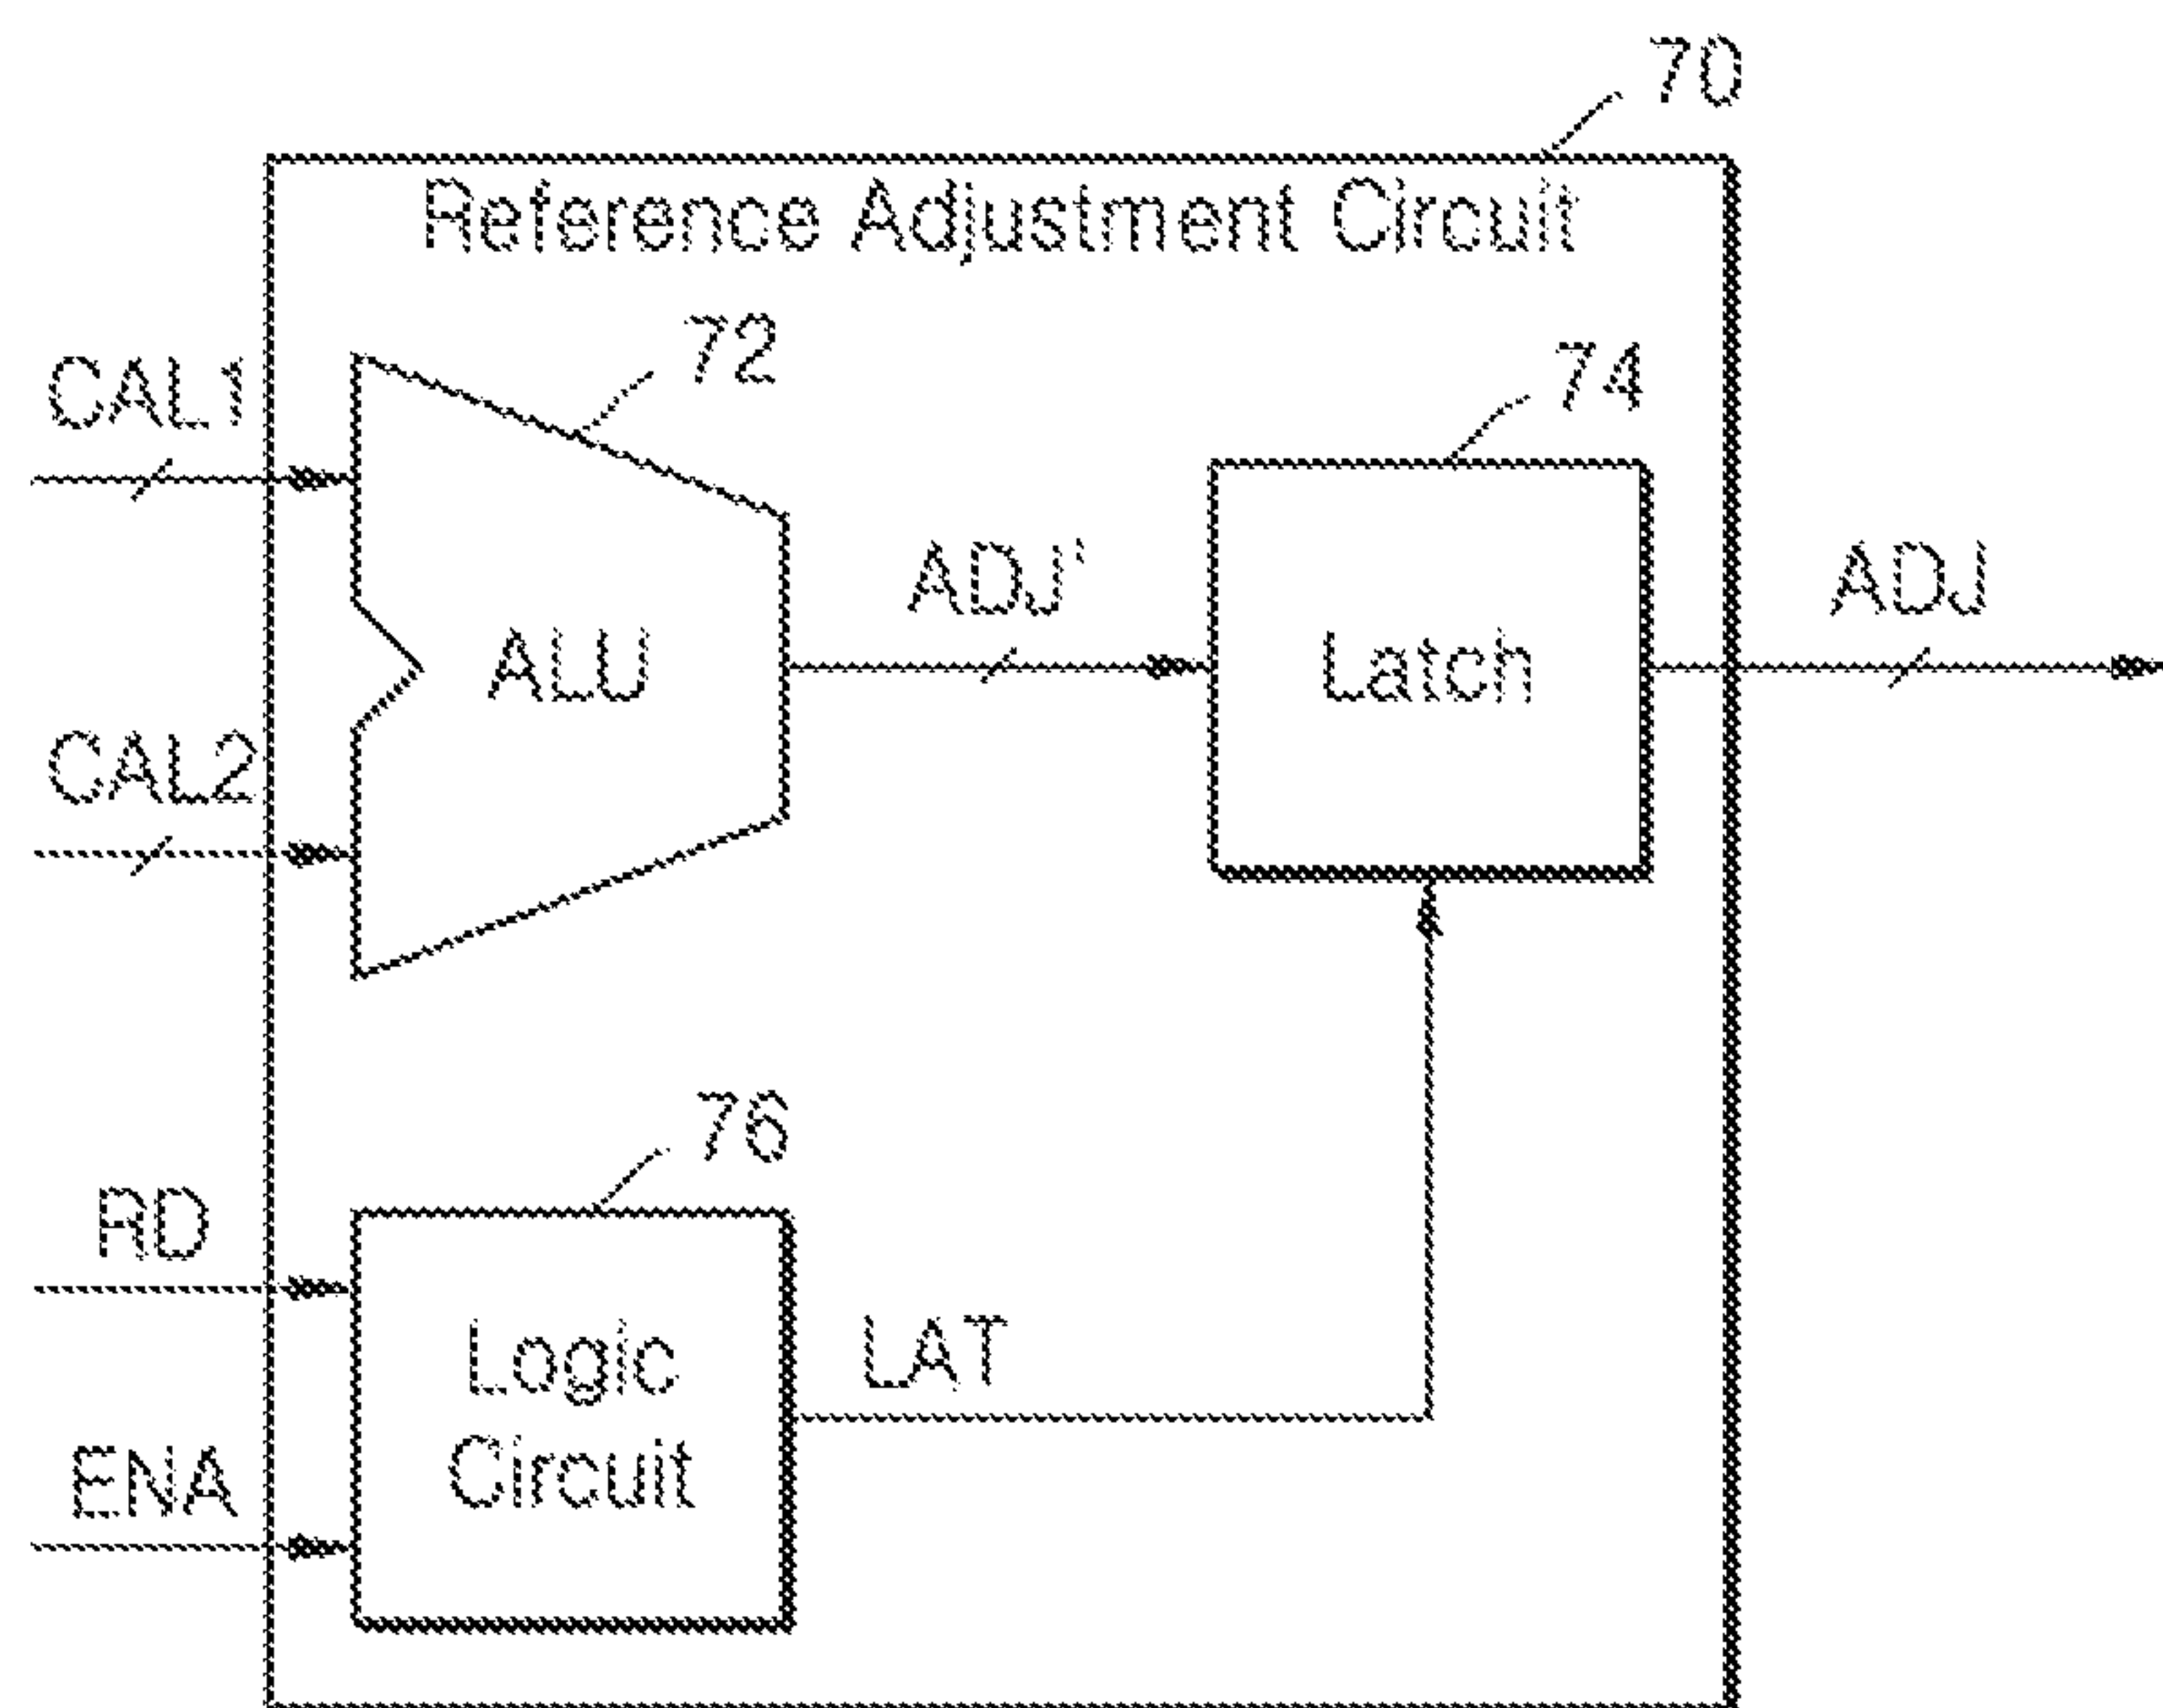 70
Reference Adjustment Circuit
72
74
CAL1
ADJ'
ADJ
ALU
Latch
CAL2
76
RD
Logic
Circuit
LAT
ENA